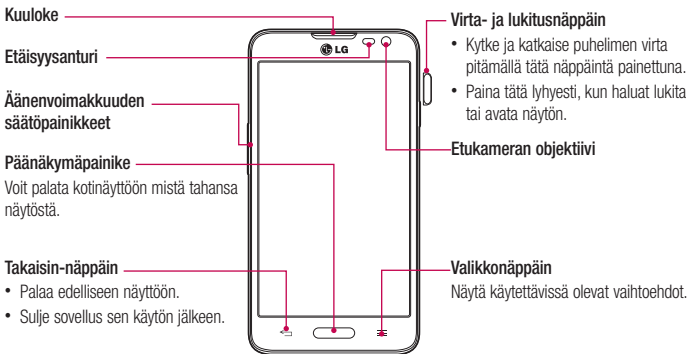 Kuuloke
Etäisyysanturi
Äänenvoimakkuuden
säätöpainikkeet
Päänäkymäpainike
Voit palata kotinäyttöön mistä tahansa
näytöstä.
Takaisin-näppäin
• Palaa edelliseen näyttöön.
• Sulje sovellus sen käytön jälkeen.
LG
Virta- ja lukitusnäppäin
• Kytke ja katkaise puhelimen virta
pitämällä tätä näppäintä painettuna.
• Paina tätä lyhyesti, kun haluat lukita
tai avata näytön.
Etukameran objektiivi
Valikkonäppäin
Näytä käytettävissä olevat vaihtoehdot.